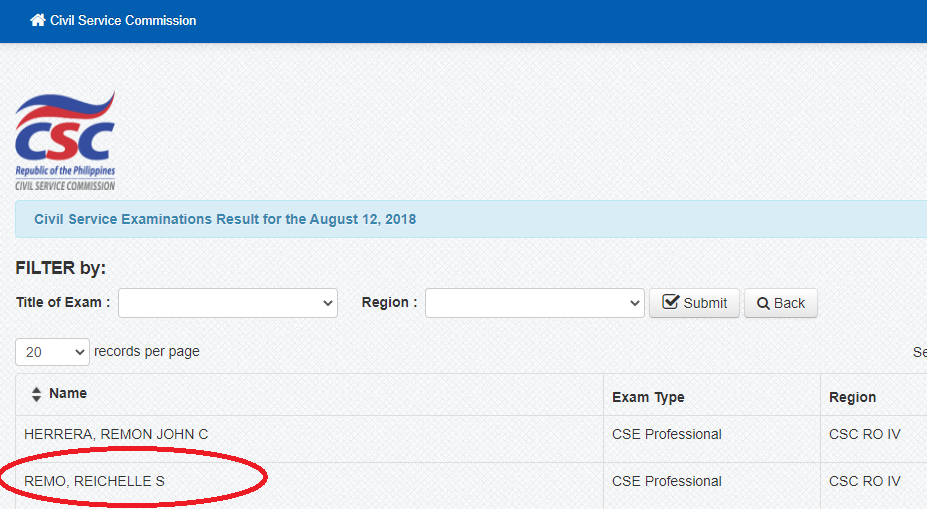 Civil Service Commission
CSC
Republic of the Philippines
CIVIL SERVICE COMMISSION
Civil Service Examinations Result for the August 12, 2018
FILTER by:
Title of Exam : Region : Submit Back
20 records per page Se
Name Exam Type Region
HERRERA, REMON JOHN C CSE Professional CSC RO IV
REMO, REICHELLE S CSE Professional CSC RO IV